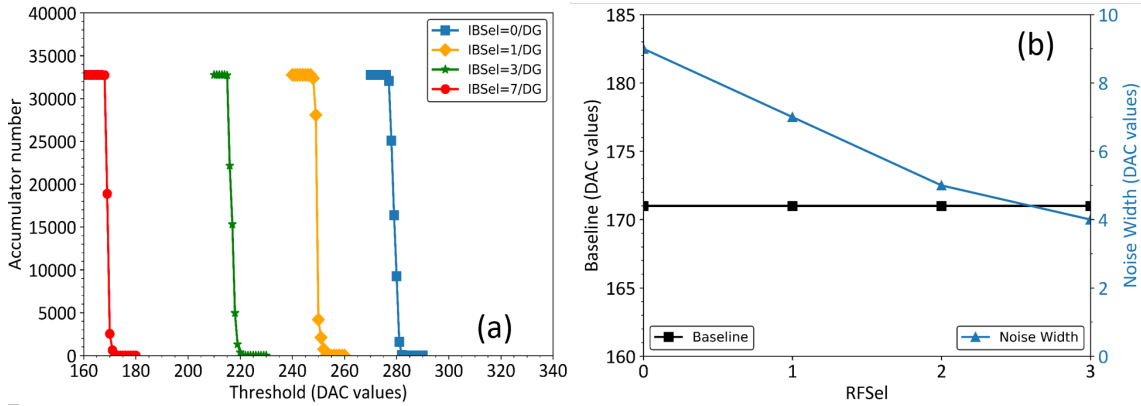 40000
35000
30000
25000
20000
15000
10000
5000
0
Accumulator number
IBSel=0/DG
IBSel=1/DG
IBSel=3/DG
IBSel=7/DG
(a)
160 180 200 220 240 260 280 300 320 340
Threshold (DAC values)
185
180
175
170
165
160
Baseline (DAC values)
(b)
Baseline
Noise Width
0 1 2 3
RFSel
10
8
6
4
2
0
Noise Width (DAC values)